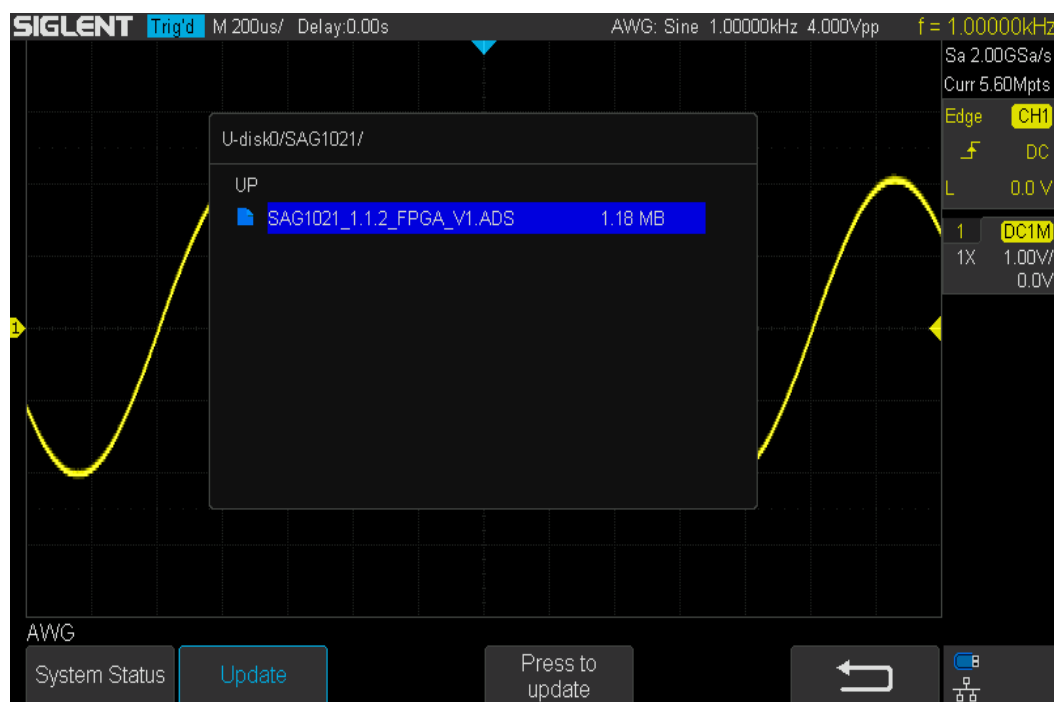 SIGLENT Trig'd M 200us/ Delay:0.00s AWG: Sine 1.00000kHz 4.000Vpp f = 1.00000kHz
Sa 2.00GSa/s
Curr 5.60Mpts
Edge CH1
DC
L 0.0 V
1 DC1M
1X 1.00V/
0.0V
U-disk0/SAG1021/
UP
SAG1021_1.1.2_FPGA_V1.ADS 1.18 MB
1
AWG
System Status
Update
Press to
update